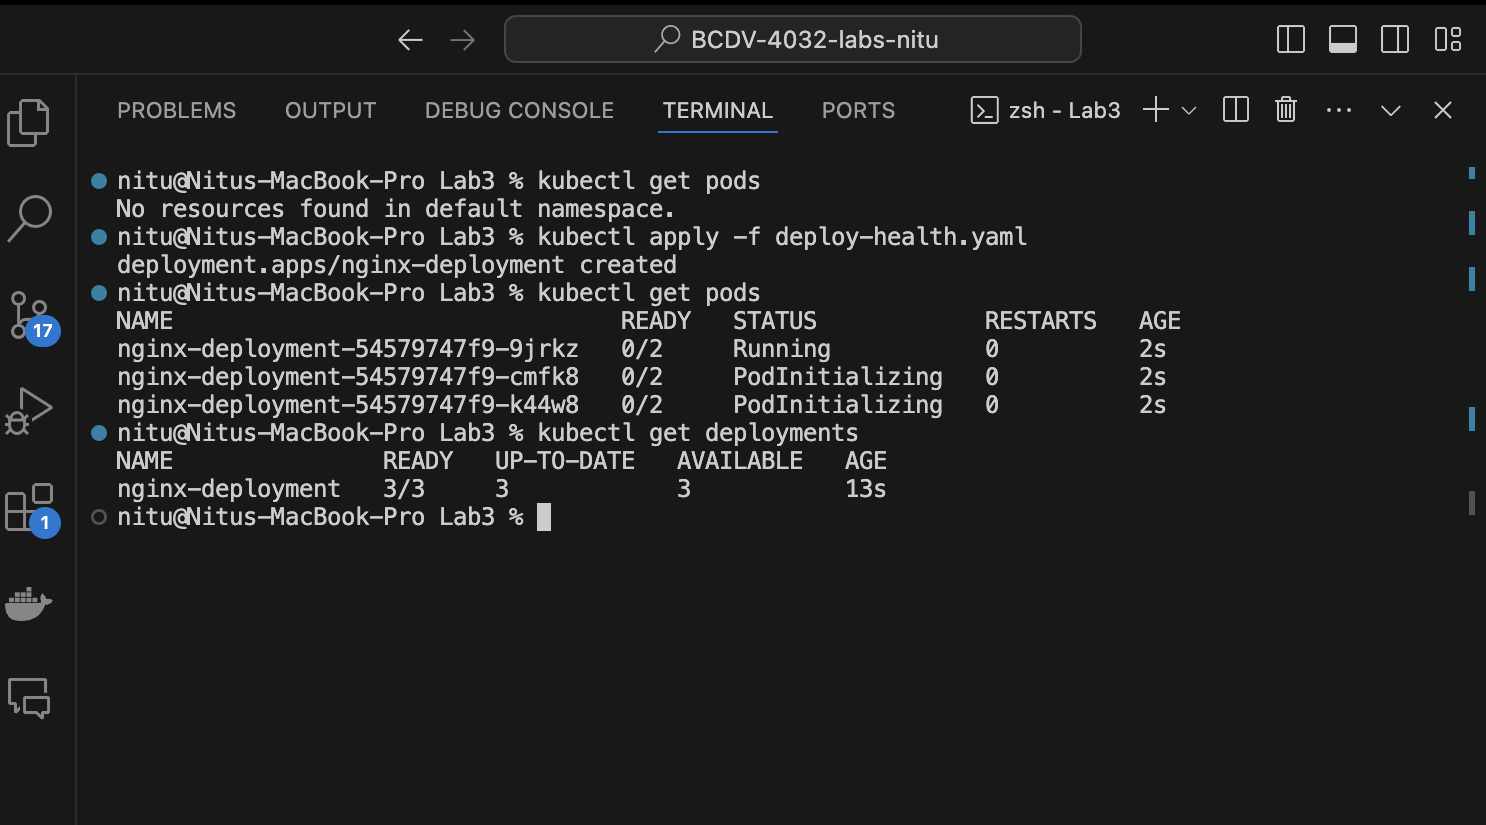 BCDV-4032-labs-nitu
PROBLEMS OUTPUT DEBUG CONSOLE TERMINAL PORTS zsh - Lab3
nitu@Nitus-MacBook-Pro Lab3 % kubectl get pods
No resources found in default namespace.
nitu@Nitus-MacBook-Pro Lab3 % kubectl apply -f deploy-health.yaml
deployment.apps/nginx-deployment created
nitu@Nitus-MacBook-Pro Lab3 % kubectl get pods
NAME READY STATUS RESTARTS AGE
nginx-deployment-54579747f9-9jrkz 0/2 Running 0 2s
nginx-deployment-54579747f9-cmfk8 0/2 PodInitializing 0 2s
nginx-deployment-54579747f9-k44w8 0/2 PodInitializing 0 2s
nitu@Nitus-MacBook-Pro Lab3 % kubectl get deployments
NAME READY UP-TO-DATE AVAILABLE AGE
nginx-deployment 3/3 3 3 13s
nitu@Nitus-MacBook-Pro Lab3 %
17
1